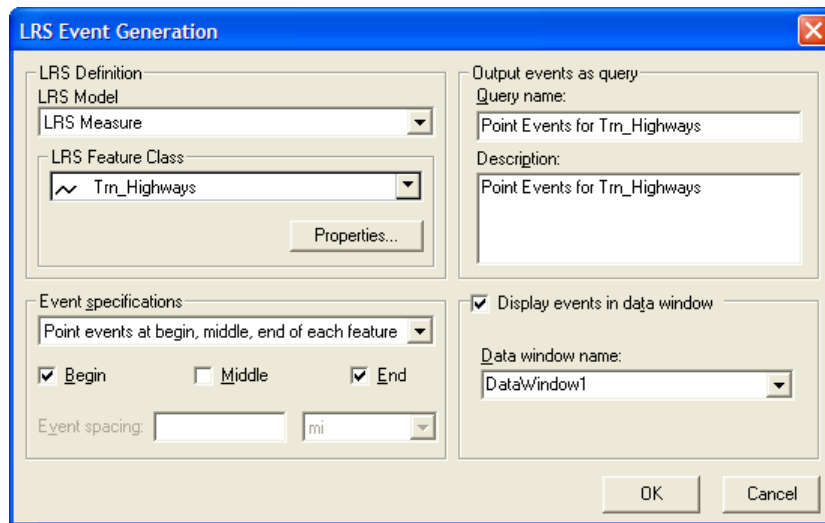 LRS Event Generation
LRS Definition
LRS Model
LRS Measure
LRS Feature Class
Trn_Highways
Properties...
Output events as query
Query name:
Point Events for Trn_Highways
Description:
Point Events for Trn_Highways
Event specifications
Point events at begin, middle, end of each feature
Begin
Middle
End
Event spacing:
mi
Display events in data window
Data window name:
DataWindow1
OK
Cancel